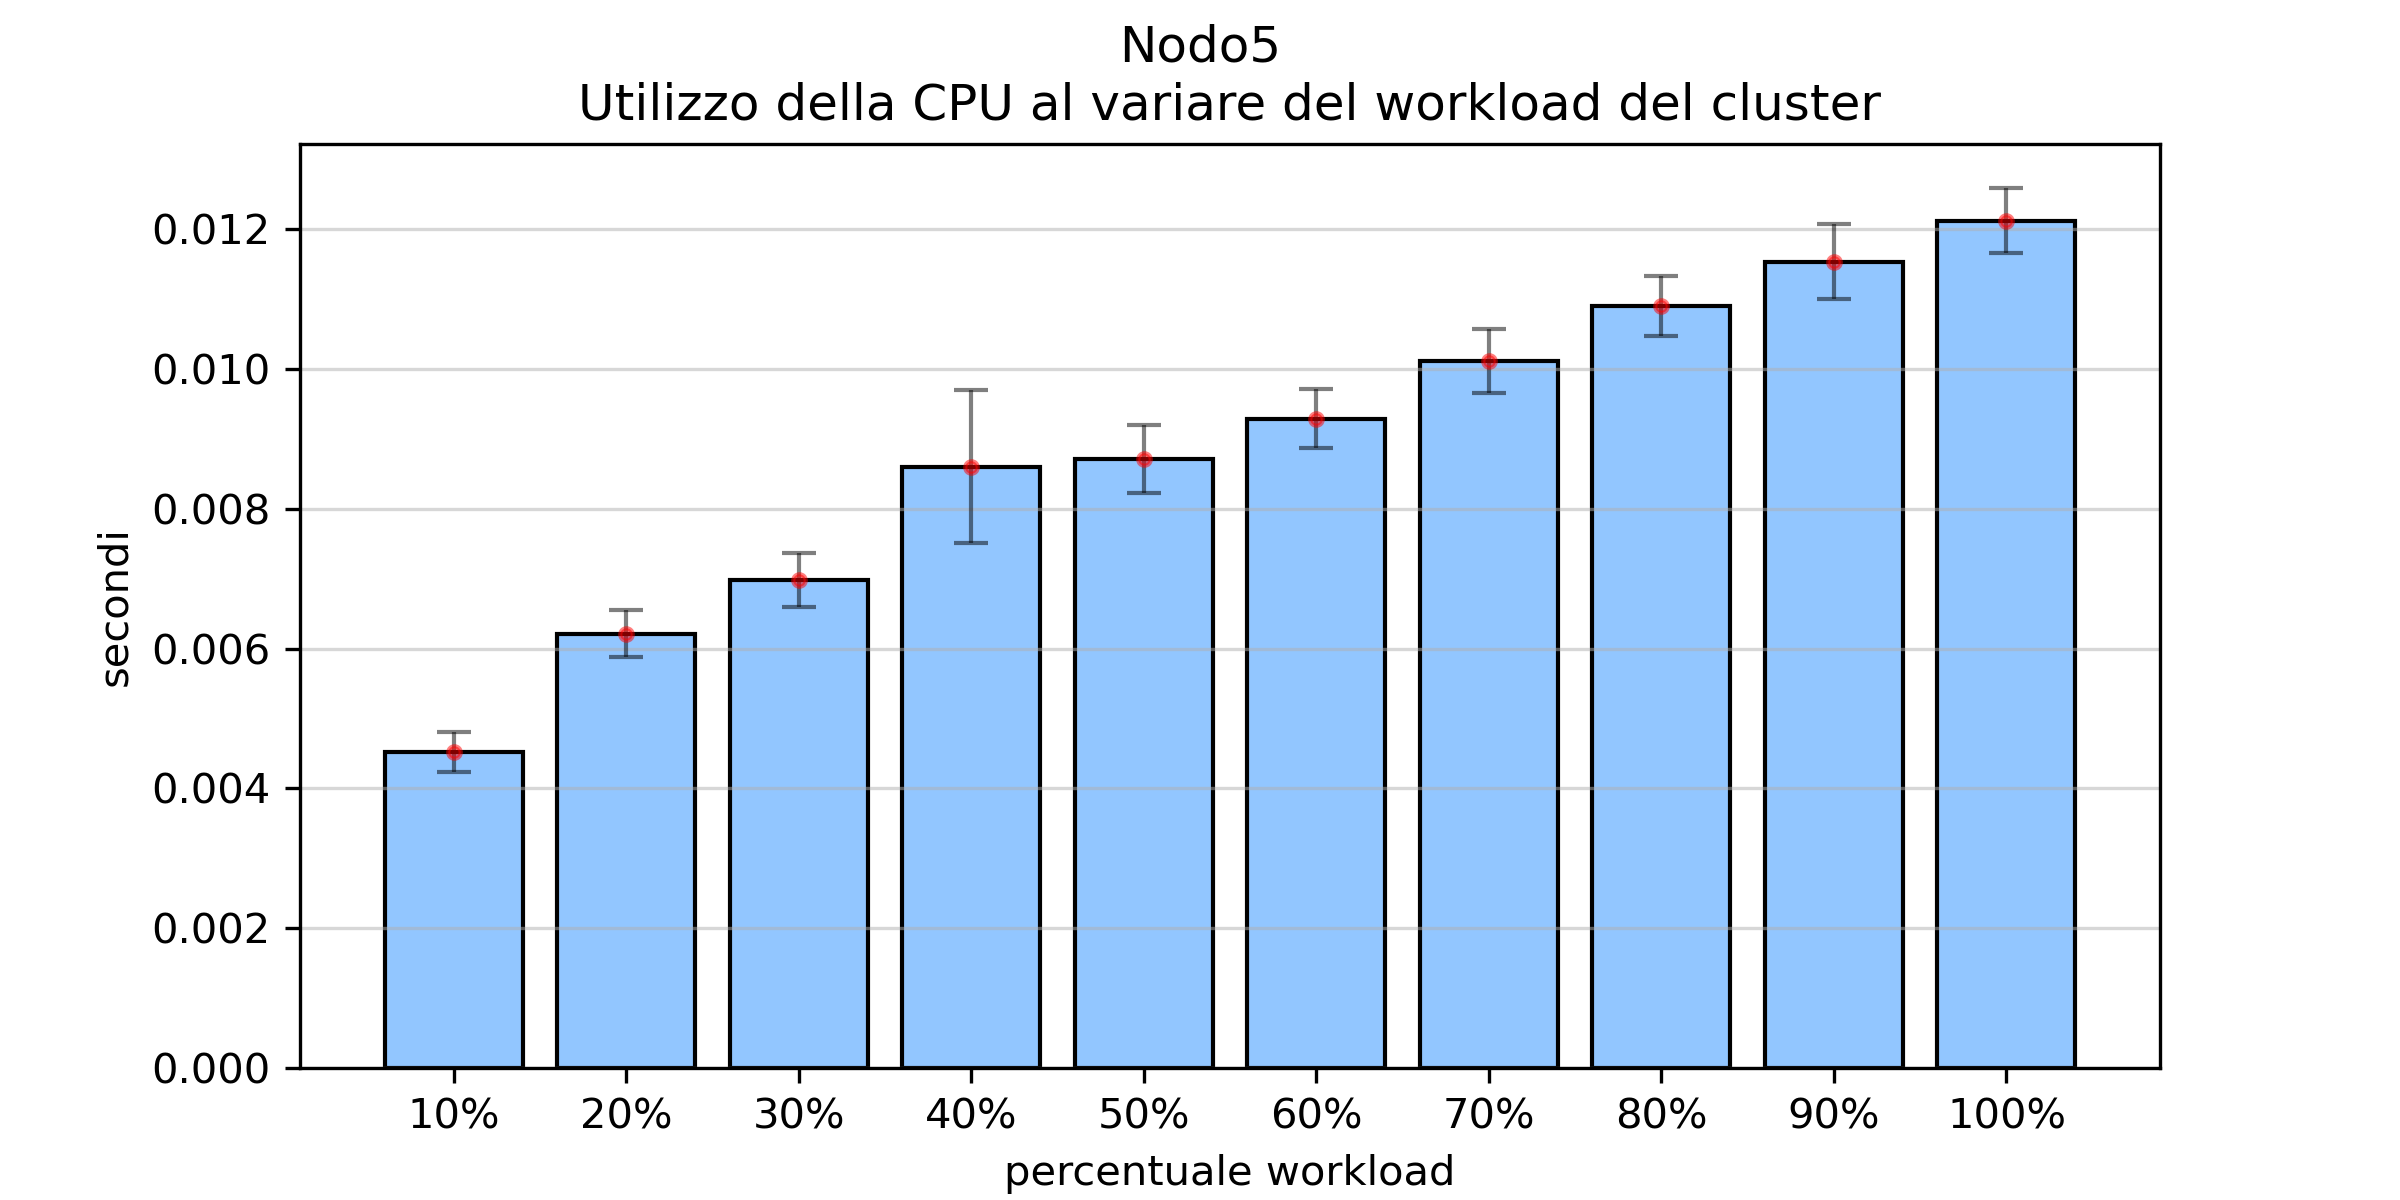 Nodo5
Utilizzo della CPU al variare del workload del cluster
0.012
0.010
0.008
0.006
0.004
0.002
0.000
secondi
10% 20% 30% 40% 50% 60% 70% 80% 90% 100%
percentuale workload